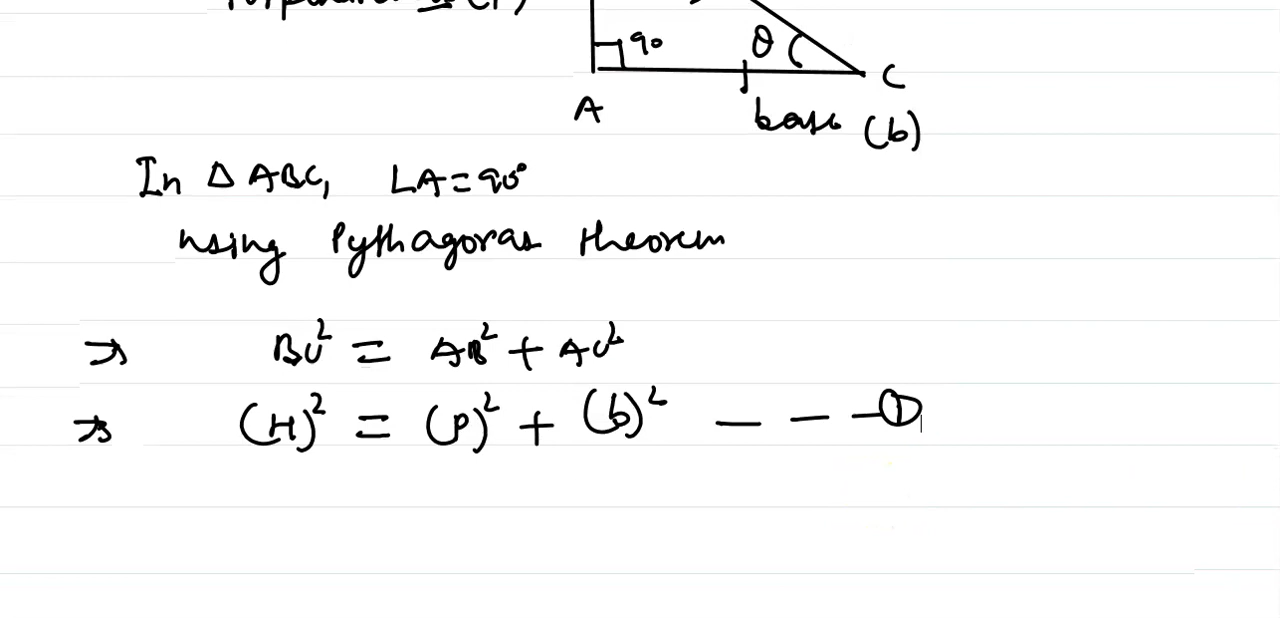 90 θ
C
A
base (b)
In Δ ABC, ∠A = 90°
using Pythagoras theorem
⇒ BC² = AB² + AC²
⇒ (H)² = (P)² + (b)² - - - ①